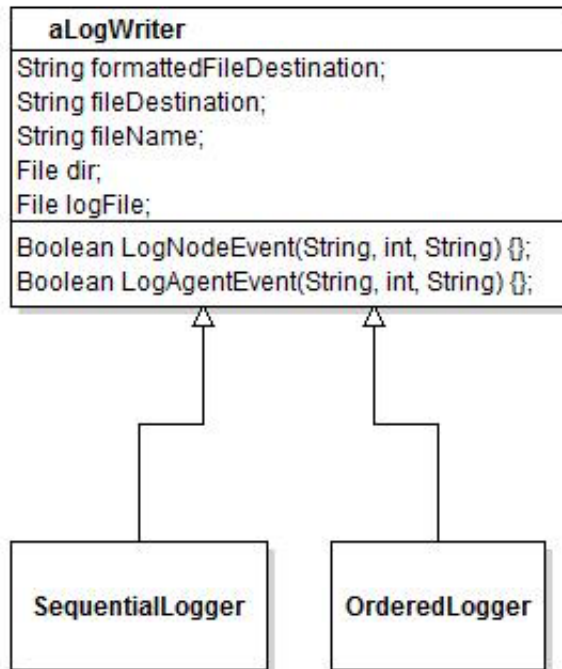 aLogWriter
String formattedFileDestination;
String fileDestination;
String fileName;
File dir;
File logFile;
Boolean LogNodeEvent(String, int, String) {};
Boolean LogAgentEvent(String, int, String) {};
SequentialLogger
OrderedLogger